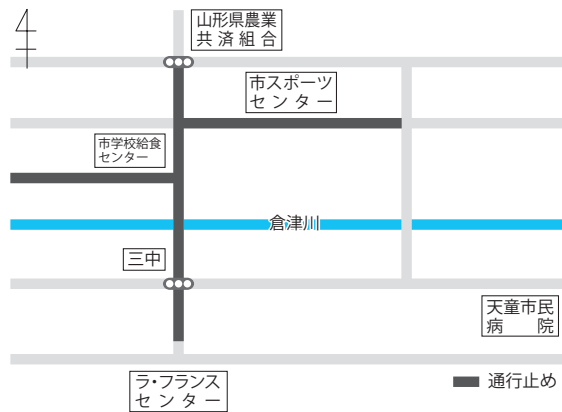 山形県農業
共済組合
市スポーツ
センター
市学校給食
センター
倉津川
三中
天童市民
病院
ラ・フランス
センター
通行止め